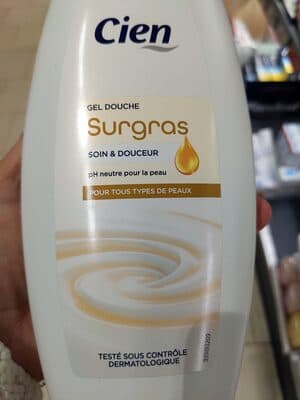 Cien
GEL DOUCHE
Surgras
SOIN & DOUCEUR
pH neutre pour la peau
POUR TOUS TYPES DE PEAUX
TESTÉ SOUS CONTRÔLE
DERMATOLOGIQUE